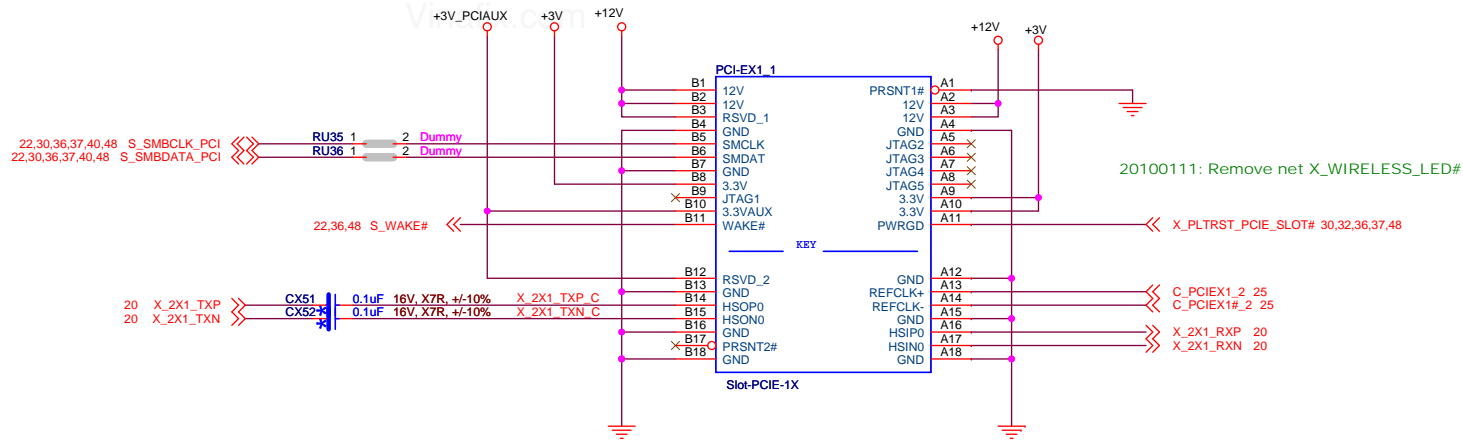 Vinafix.com
+3V_PCIAUX +3V +12V
+12V +3V
PCI-EX1_1
B1 12V PRSNT1# A1
B2 12V 12V A2
B3 RSVD_1 12V A3
B4 GND GND A4
22,30,36,37,40,48 S_SMBCLK_PCI RU35 1 2 Dummy B5 SMCLK JTAG2 A5
22,30,36,37,40,48 S_SMBDATA_PCI RU36 1 2 Dummy B6 SMDAT JTAG3 A6
B7 GND JTAG4 A7
B8 3.3V JTAG5 A8
20100111: Remove net X_WIRELESS_LED#
B9 JTAG1 3.3V A9
B10 3.3VAUX 3.3V A10
22,36,48 S_WAKE# B11 WAKE# PWRGD A11 X_PLTRST_PCIE_SLOT# 30,32,36,37,48
KEY
B12 RSVD_2 GND A12
B13 GND REFCLK+ A13 C_PCIEX1_2 25
20 X_2X1_TXP CX51 0.1uF 16V, X7R, +/-10% X_2X1_TXP_C B14 HSOP0 REFCLK- A14 C_PCIEX1#_2 25
20 X_2X1_TXN CX52 0.1uF 16V, X7R, +/-10% X_2X1_TXN_C B15 HSON0 GND A15
B16 GND HSIP0 A16 X_2X1_RXP 20
B17 PRSNT2# HSIN0 A17 X_2X1_RXN 20
B18 GND GND A18
Slot-PCIE-1X